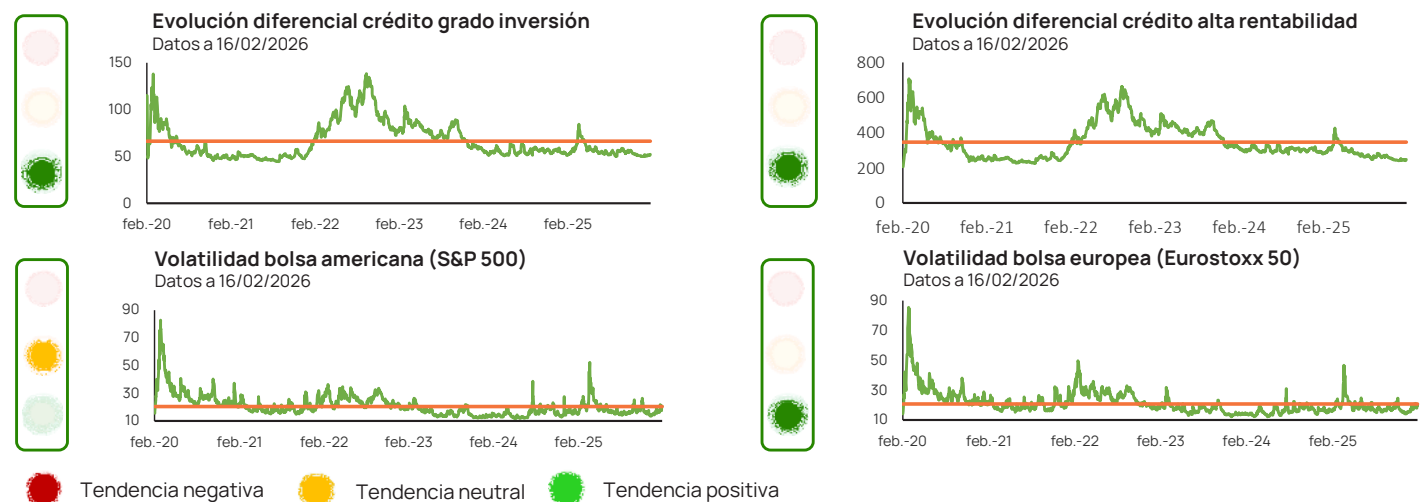 Evolución diferencial crédito grado inversión
Datos a 16/02/2026
150
100
50
0
feb.-20 feb.-21 feb.-22 feb.-23 feb.-24 feb.-25
Evolución diferencial crédito alta rentabilidad
Datos a 16/02/2026
800
600
400
200
0
feb.-20 feb.-21 feb.-22 feb.-23 feb.-24 feb.-25
Volatilidad bolsa americana (S&P 500)
Datos a 16/02/2026
90
70
50
30
10
feb.-20 feb.-21 feb.-22 feb.-23 feb.-24 feb.-25
Volatilidad bolsa europea (Eurostoxx 50)
Datos a 16/02/2026
90
70
50
30
10
feb.-20 feb.-21 feb.-22 feb.-23 feb.-24 feb.-25
Tendencia negativa Tendencia neutral Tendencia positiva